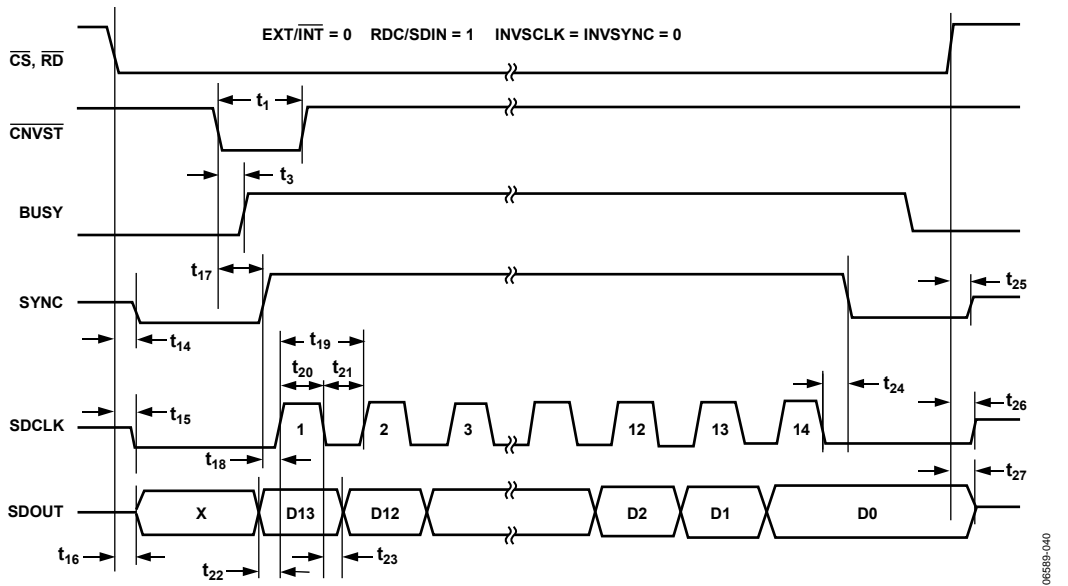 EXT/INT = 0 RDC/SDIN = 1 INVSCLK = INVSYNC = 0
CS, RD
t1
CNVST
t3
BUSY
t17
SYNC
t25
t14
t19
t20 t21
t24
t26
t15
SDCLK
1 2 3 12 13 14
t18
t27
SDOUT
X D13 D12 D2 D1 D0
t16
t22
t23
06589-040